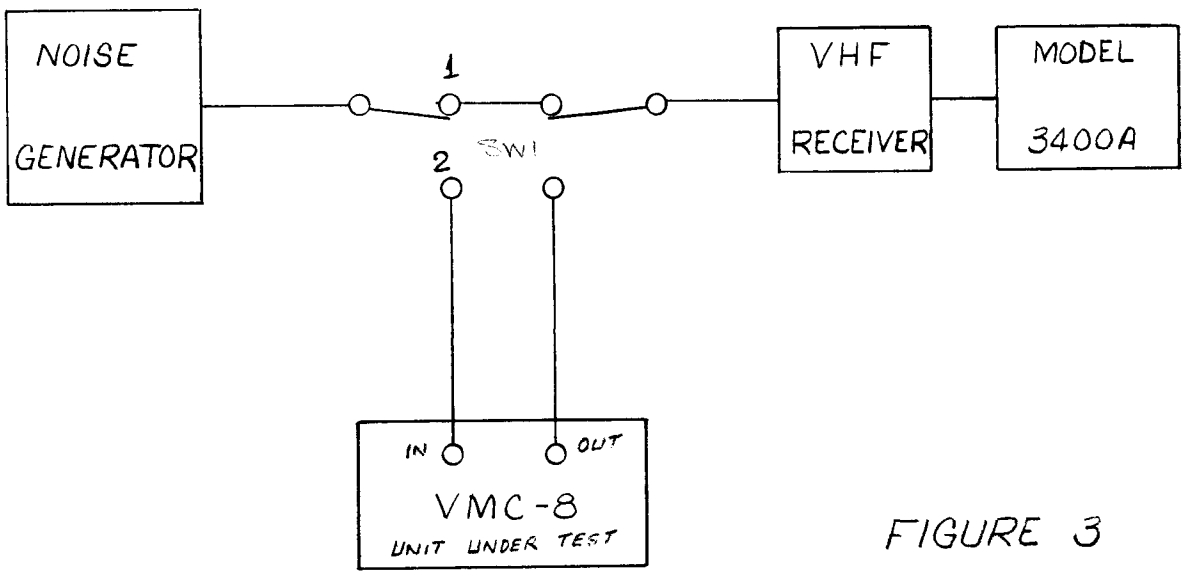 NOISE
GENERATOR
1
SW1
2
VHF
RECEIVER
MODEL
3400A
IN
OUT
VMC-8
UNIT UNDER TEST
FIGURE 3